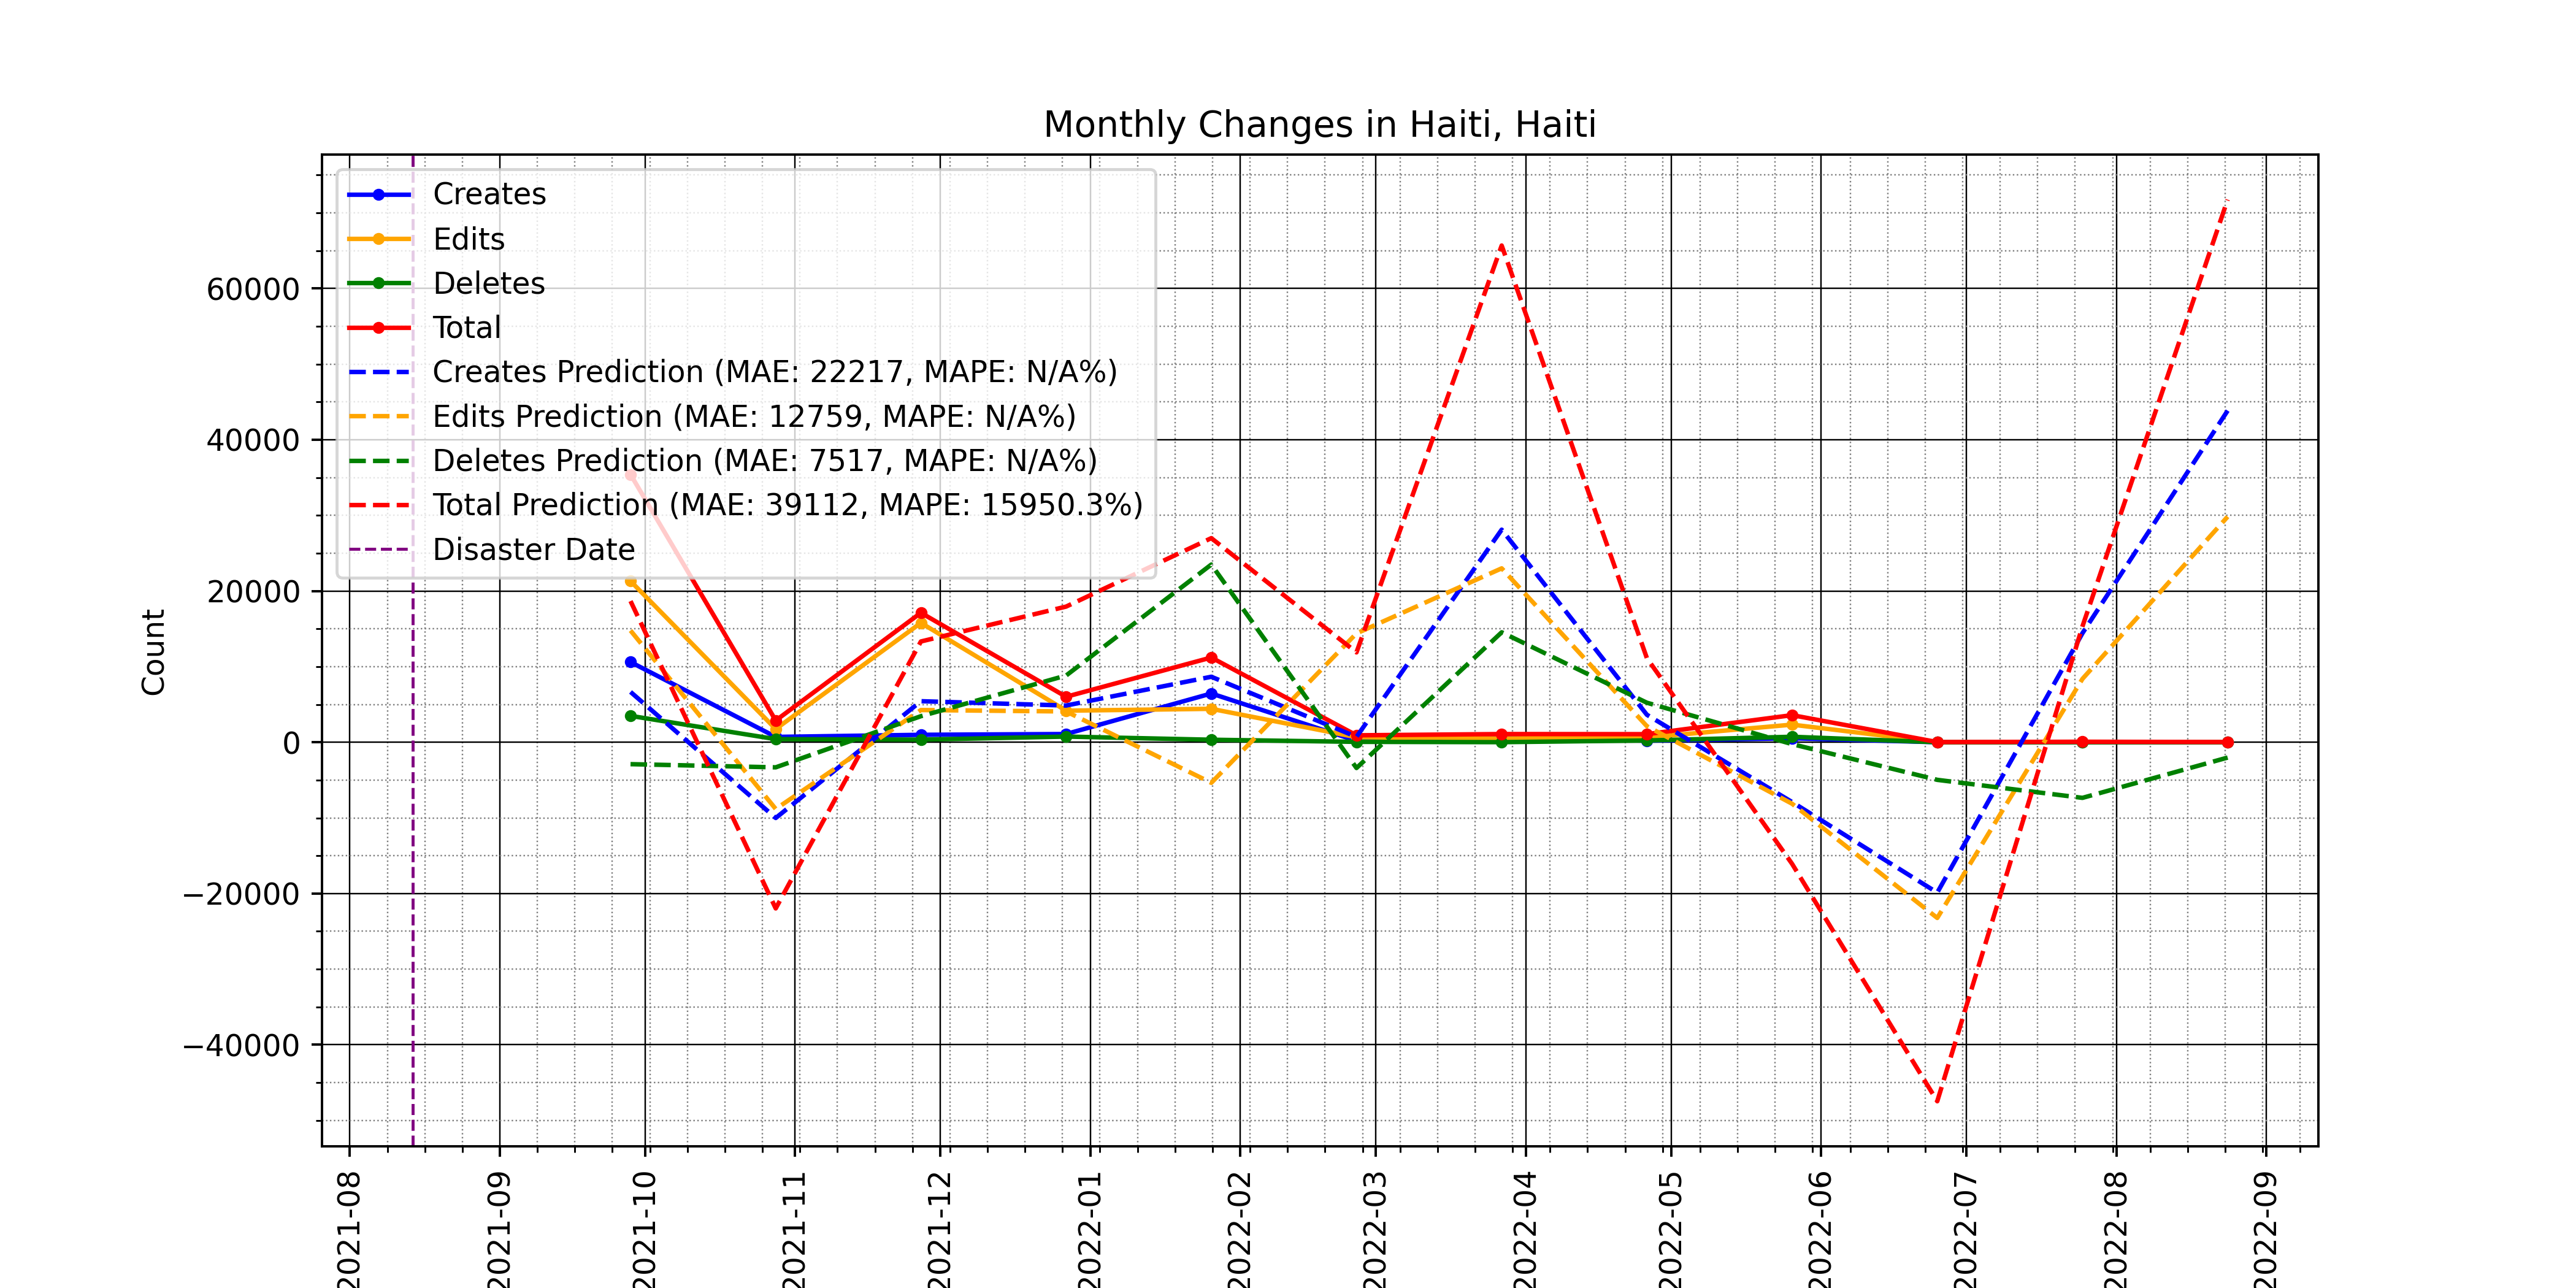 Monthly Changes in Haiti, Haiti
Creates
Edits
Deletes
Total
Creates Prediction (MAE: 22217, MAPE: N/A%)
Edits Prediction (MAE: 12759, MAPE: N/A%)
Deletes Prediction (MAE: 7517, MAPE: N/A%)
Total Prediction (MAE: 39112, MAPE: 15950.3%)
Disaster Date
Count
60000
40000
20000
0
−20000
−40000
2021-08
2021-09
2021-10
2021-11
2021-12
2022-01
2022-02
2022-03
2022-04
2022-05
2022-06
2022-07
2022-08
2022-09